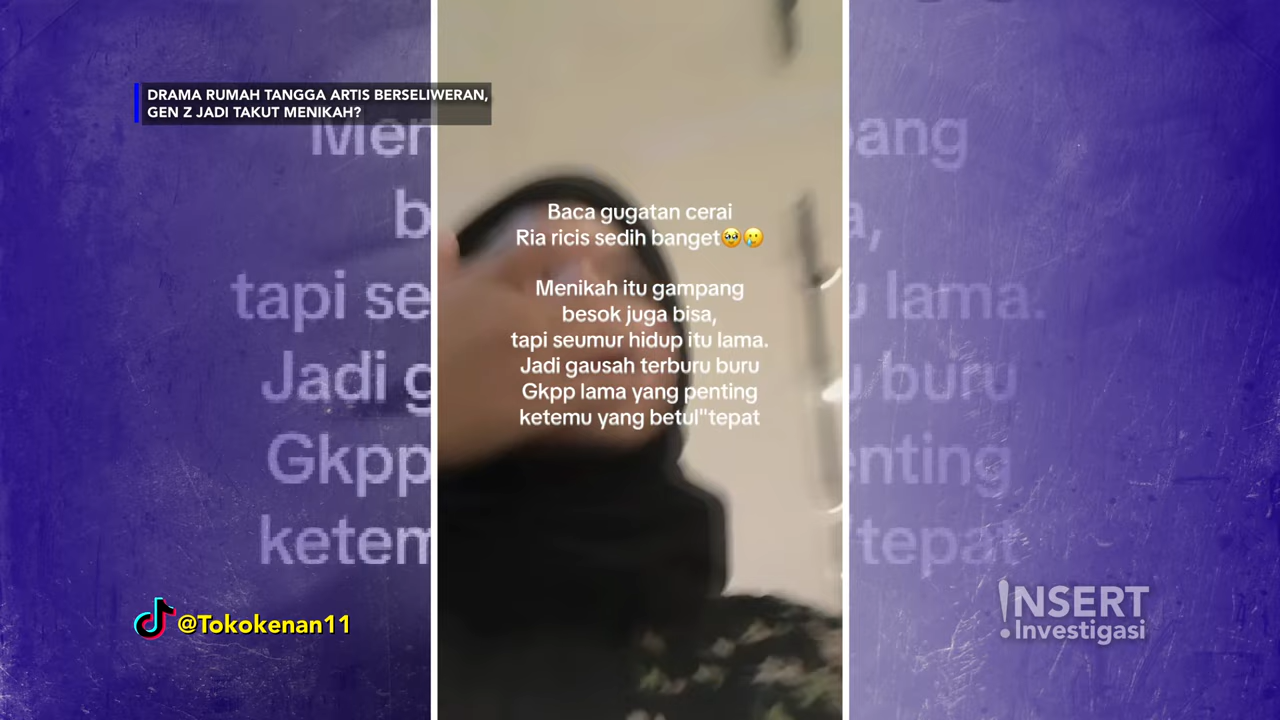 DRAMA RUMAH TANGGA ARTIS BERSELIWERAN,
GEN Z JADI TAKUT MENIKAH?
Baca gugatan cerai
Ria ricis sedih banget🥹🥲
Menikah itu gampang
besok juga bisa,
tapi seumur hidup itu lama.
Jadi gausah terburu buru
Gkpp lama yang penting
ketemu yang betul"tepat
@Tokokenan11
INSERT
Investigasi